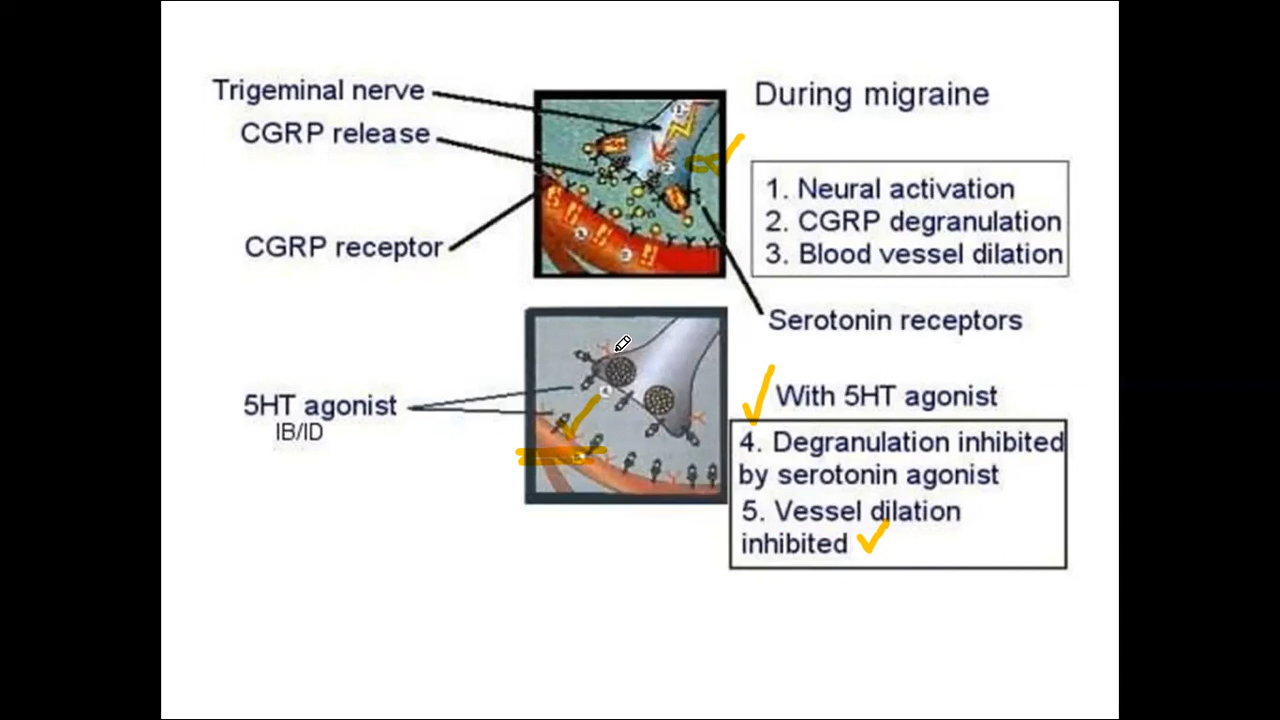 Trigeminal nerve
CGRP release
CGRP receptor
During migraine
1. Neural activation
2. CGRP degranulation
3. Blood vessel dilation
Serotonin receptors
5HT agonist
IB/ID
With 5HT agonist
4. Degranulation inhibited
by serotonin agonist
5. Vessel dilation
inhibited